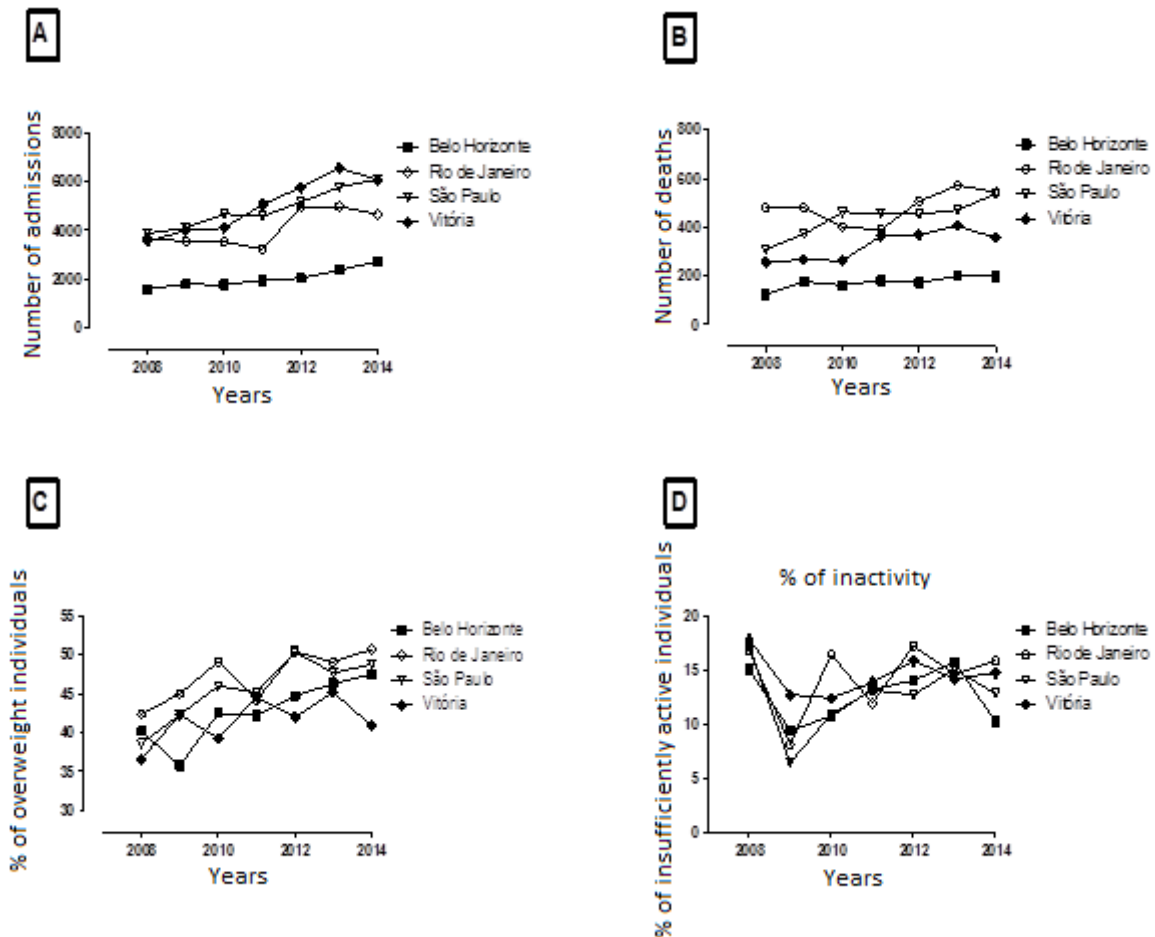 A
Number of admissions
8000
6000
4000
2000
0
2008
2010
2012
2014
Years
Belo Horizonte
Rio de Janeiro
São Paulo
Vitória
B
Number of deaths
800
600
400
200
0
2008
2010
2012
2014
Years
Belo Horizonte
Rio de Janeiro
São Paulo
Vitória
C
% of overweight individuals
55
50
45
40
35
30
2008
2010
2012
2014
Years
Belo Horizonte
Rio de Janeiro
São Paulo
Vitória
D
% of insufficiently active individuals
% of inactivity
20
15
10
5
0
2008
2010
2012
2014
Years
Belo Horizonte
Rio de Janeiro
São Paulo
Vitória